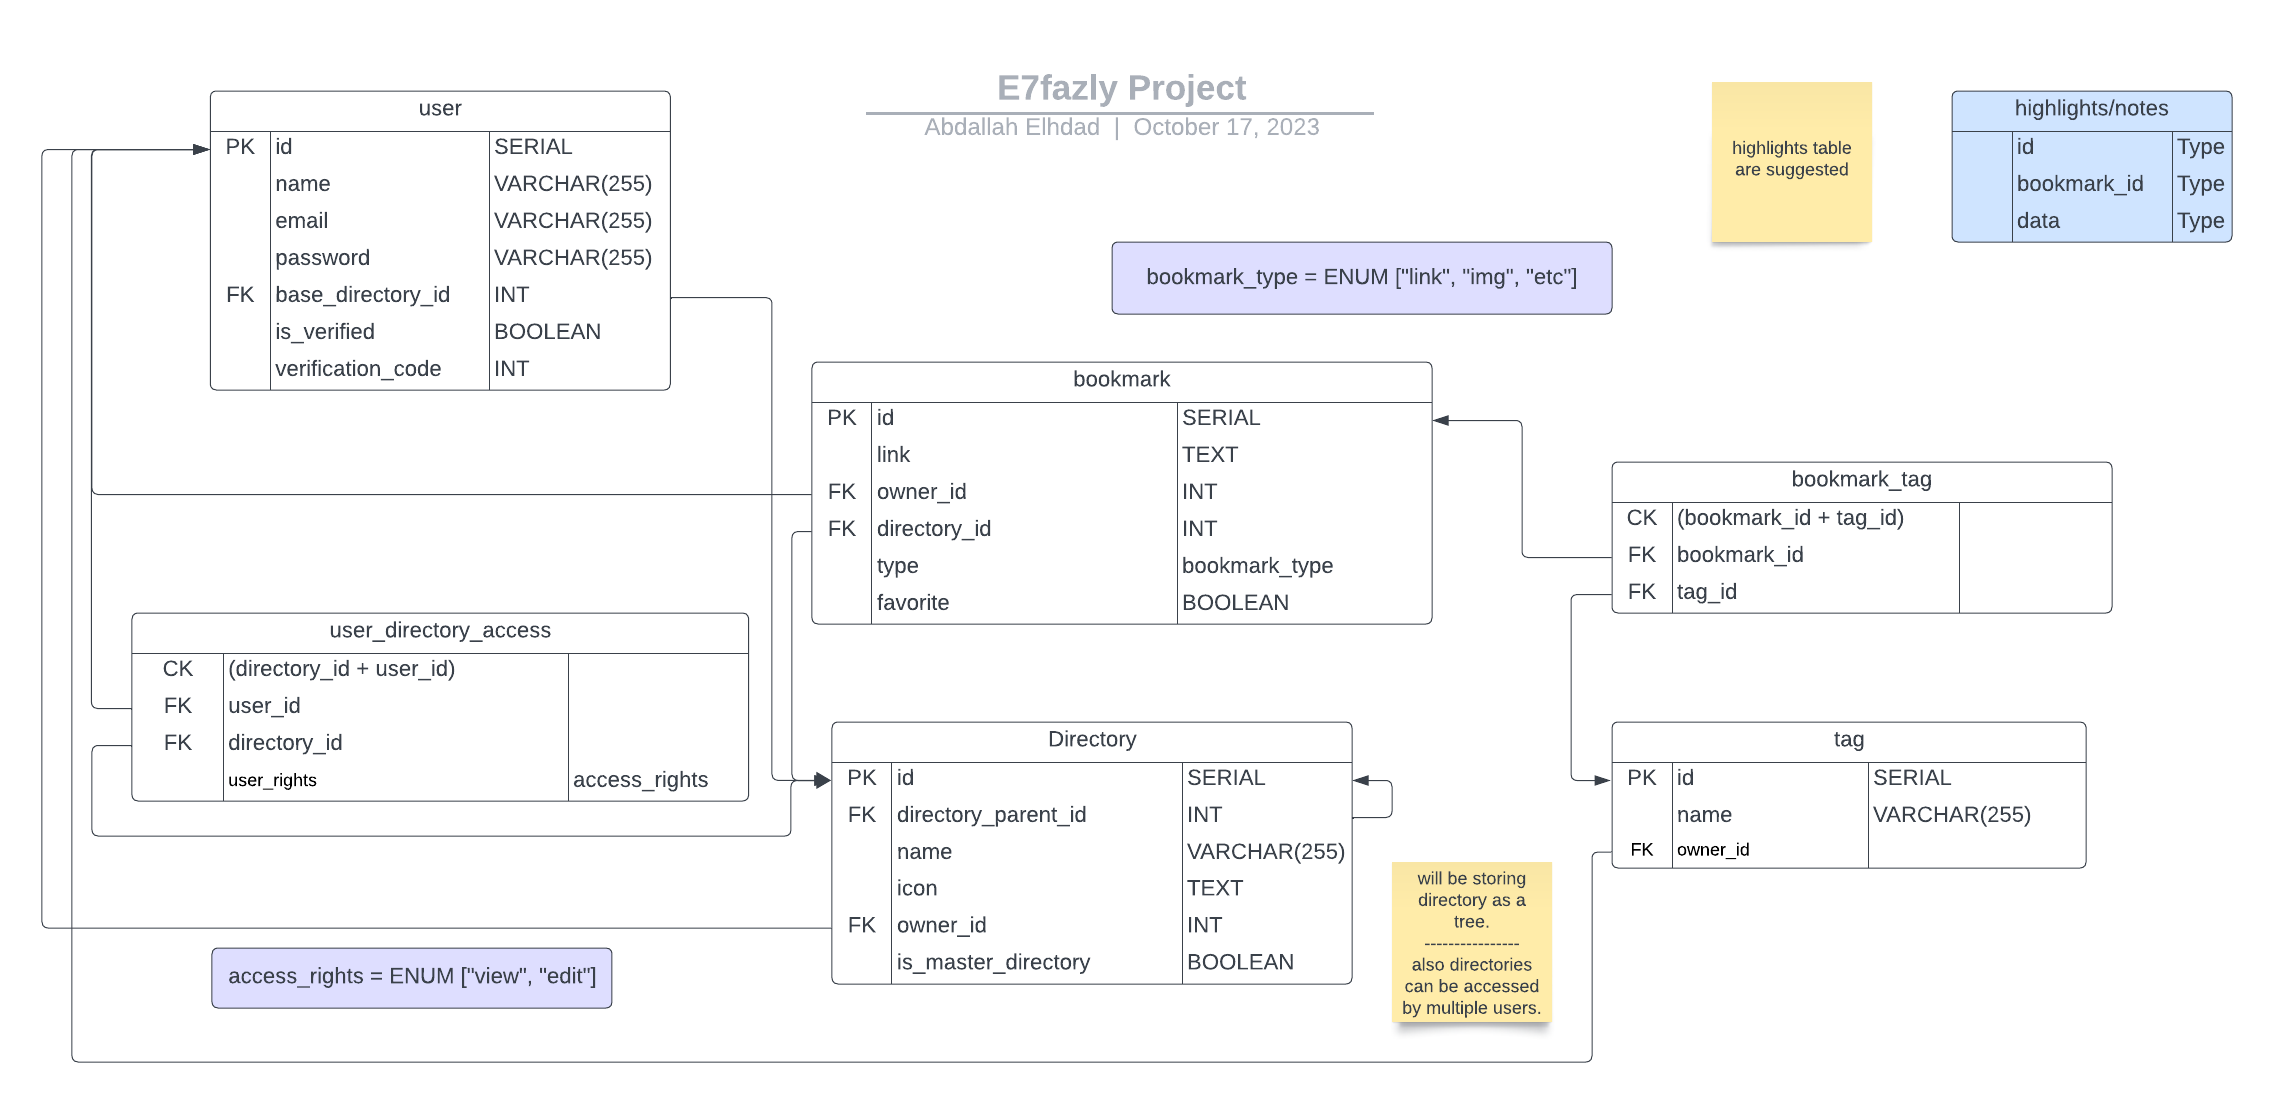 E7fazly Project
Abdallah Elhdad | October 17, 2023
user
PK id SERIAL
name VARCHAR(255)
email VARCHAR(255)
password VARCHAR(255)
FK base_directory_id INT
is_verified BOOLEAN
verification_code INT
highlights table
are suggested
highlights/notes
id Type
bookmark_id Type
data Type
bookmark_type = ENUM ["link", "img", "etc"]
bookmark
PK id SERIAL
link TEXT
FK owner_id INT
FK directory_id INT
type bookmark_type
favorite BOOLEAN
bookmark_tag
CK (bookmark_id + tag_id)
FK bookmark_id
FK tag_id
user_directory_access
CK (directory_id + user_id)
FK user_id
FK directory_id
user_rights access_rights
Directory
PK id SERIAL
FK directory_parent_id INT
name VARCHAR(255)
icon TEXT
FK owner_id INT
is_master_directory BOOLEAN
tag
PK id SERIAL
name VARCHAR(255)
FK owner_id
will be storing
directory as a
tree.
----------------
also directories
can be accessed
by multiple users.
access_rights = ENUM ["view", "edit"]